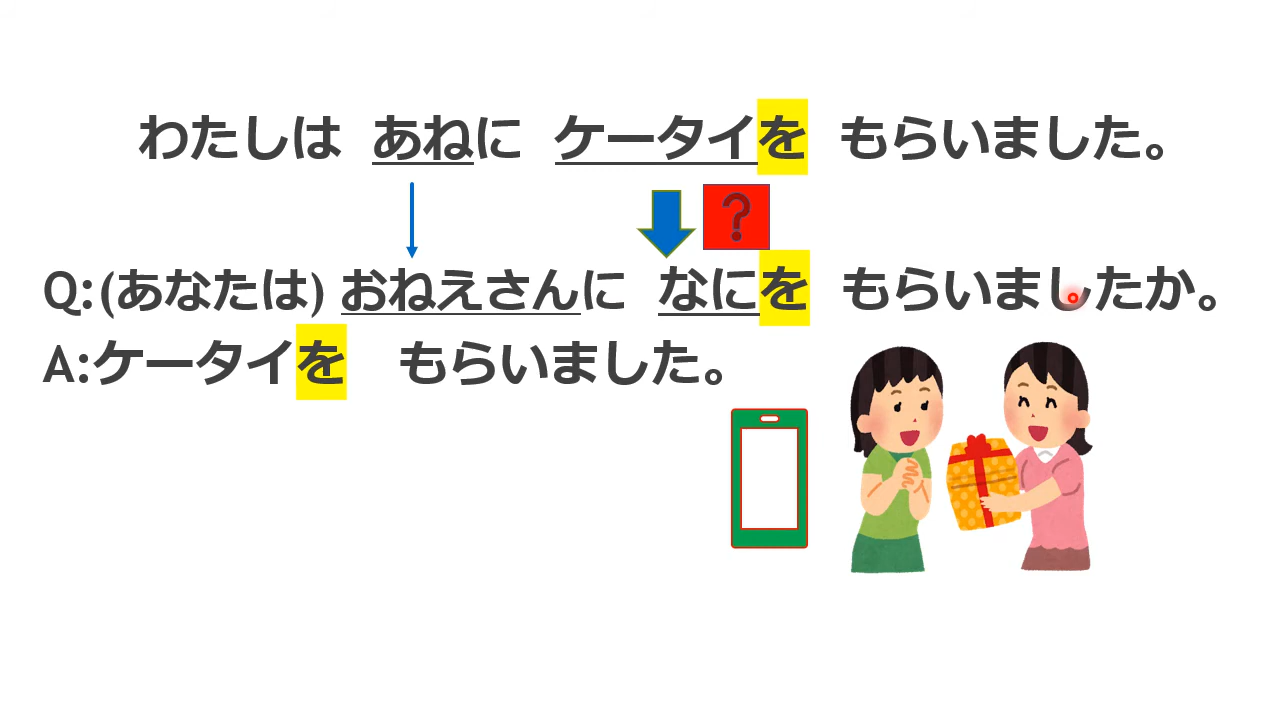 わたしは あねに ケータイを もらいました。
?
Q:(あなたは) おねえさんに なにを もらいましたか。
A:ケータイを もらいました。